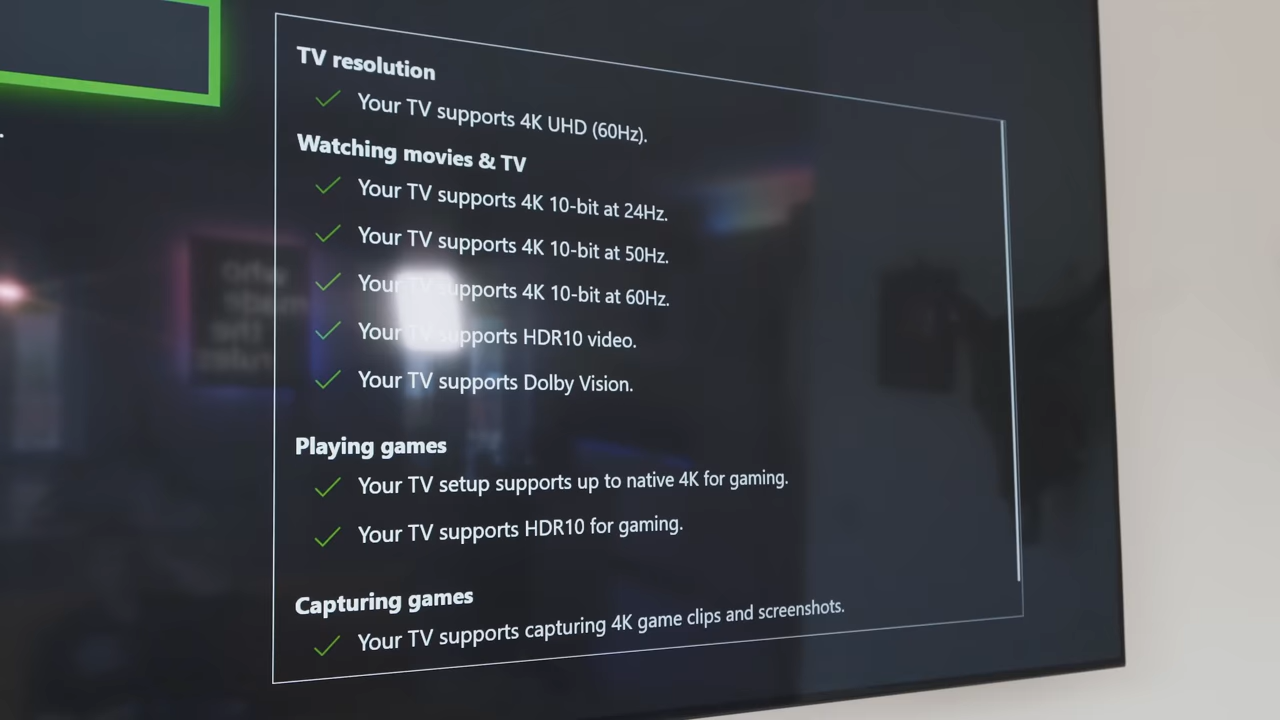 TV resolution
Your TV supports 4K UHD (60Hz).
Watching movies & TV
Your TV supports 4K 10-bit at 24Hz.
Your TV supports 4K 10-bit at 50Hz.
Your TV supports 4K 10-bit at 60Hz.
Your TV supports HDR10 video.
Your TV supports Dolby Vision.
Playing games
Your TV setup supports up to native 4K for gaming.
Your TV supports HDR10 for gaming.
Capturing games
Your TV supports capturing 4K game clips and screenshots.